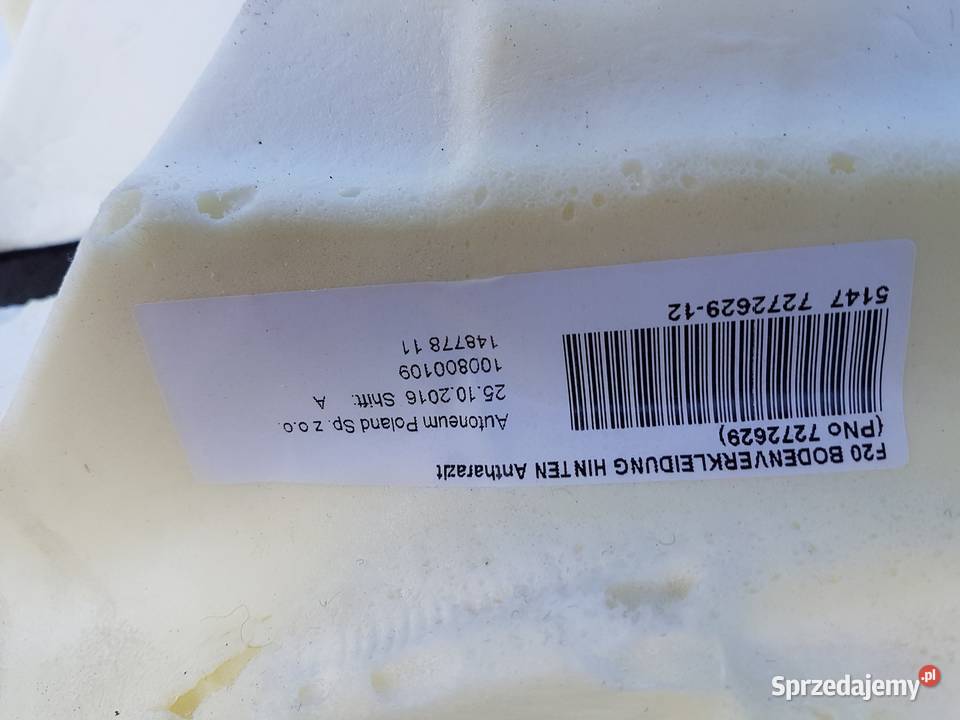 F20 BODENVERKLEIDUNG HINTEN Antharazit
(PNo 7272629)
5147 7272629-12
Autoneum Poland Sp. z o.o.
25.10.2016 Shift: A
100800109
148778 11
Sprzedajemy.pl